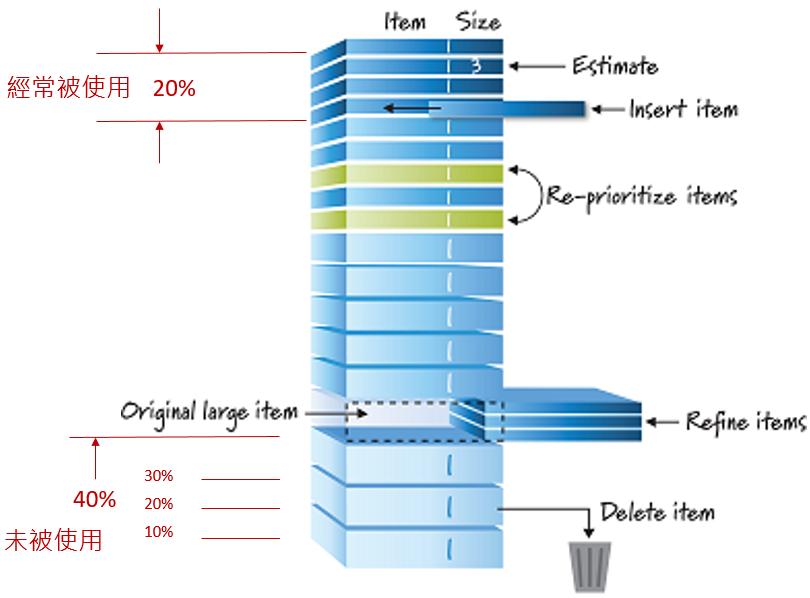 Item Size
3
Estimate
經常被使用 20%
Insert item
Re-prioritize items
Original large item
Refine items
30%
40%
20%
Delete item
10%
未被使用